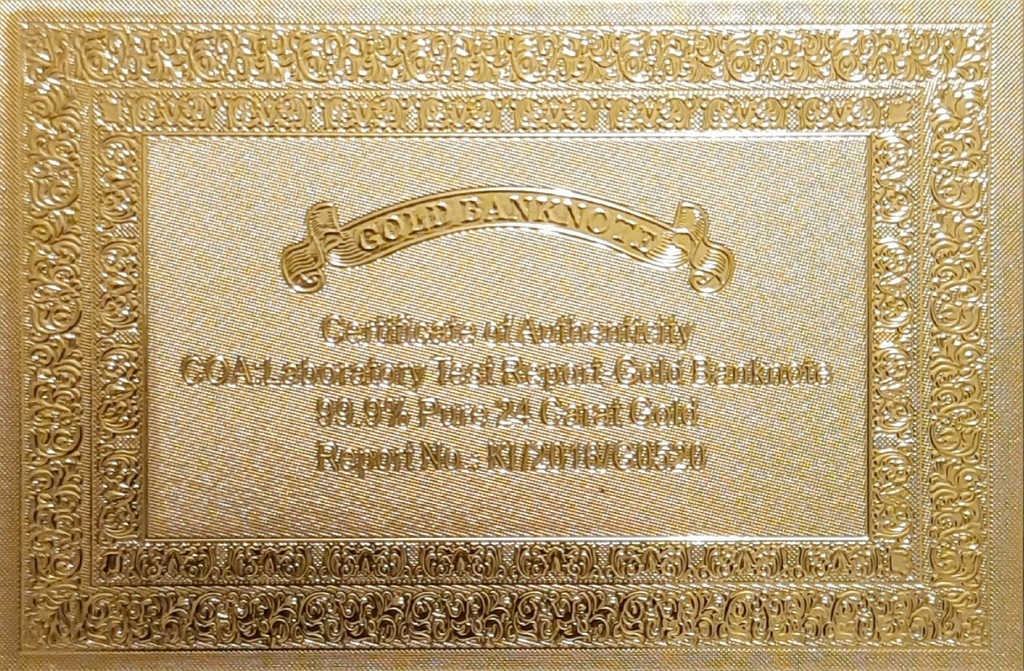 GOLD BANKNOTE
Certificate of Authenticity
COA:Laboratory Test Report-Gold Banknote
99.9% Pure 24 Carat Gold
Report No.: